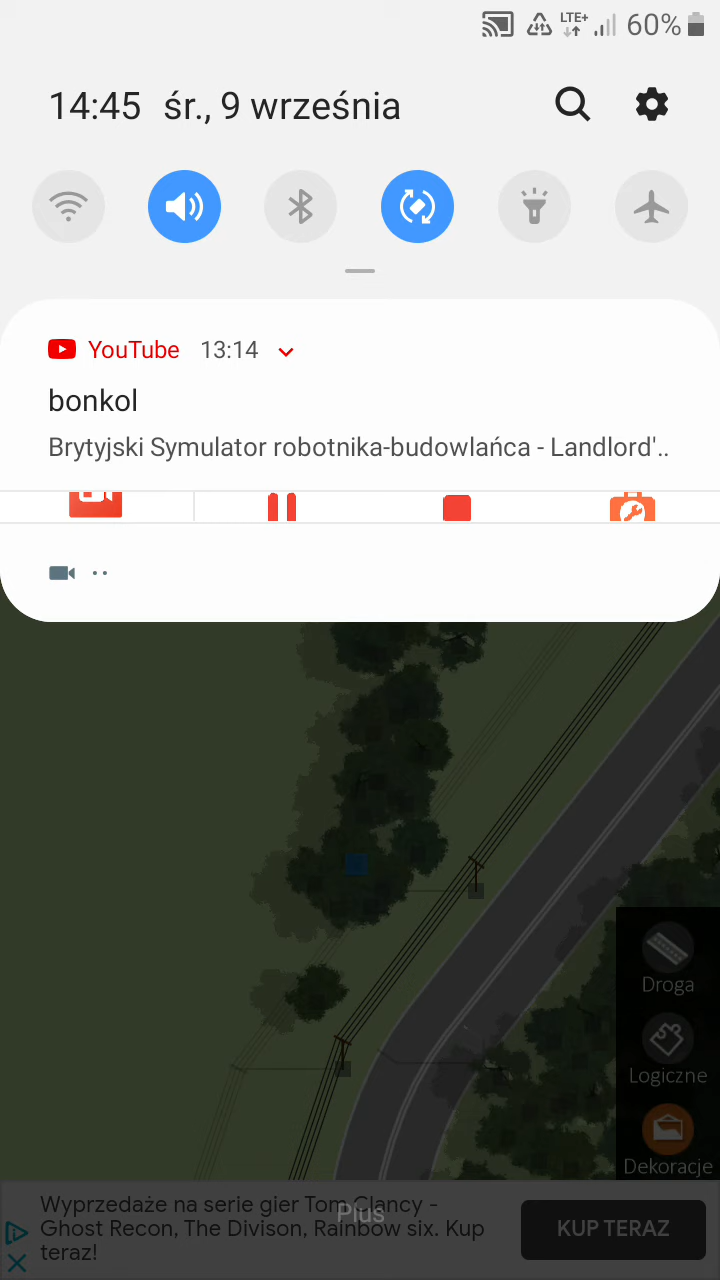 LTE+ 60%
14:45 śr., 9 września
YouTube 13:14
bonkol
Brytyjski Symulator robotnika-budowlańca - Landlord'..
Droga
Logiczne
Dekoracje
Wyprzedaże na serie gier Tom Clancy -
Ghost Recon, The Divison, Rainbow six. Kup
teraz!
Plus
KUP TERAZ